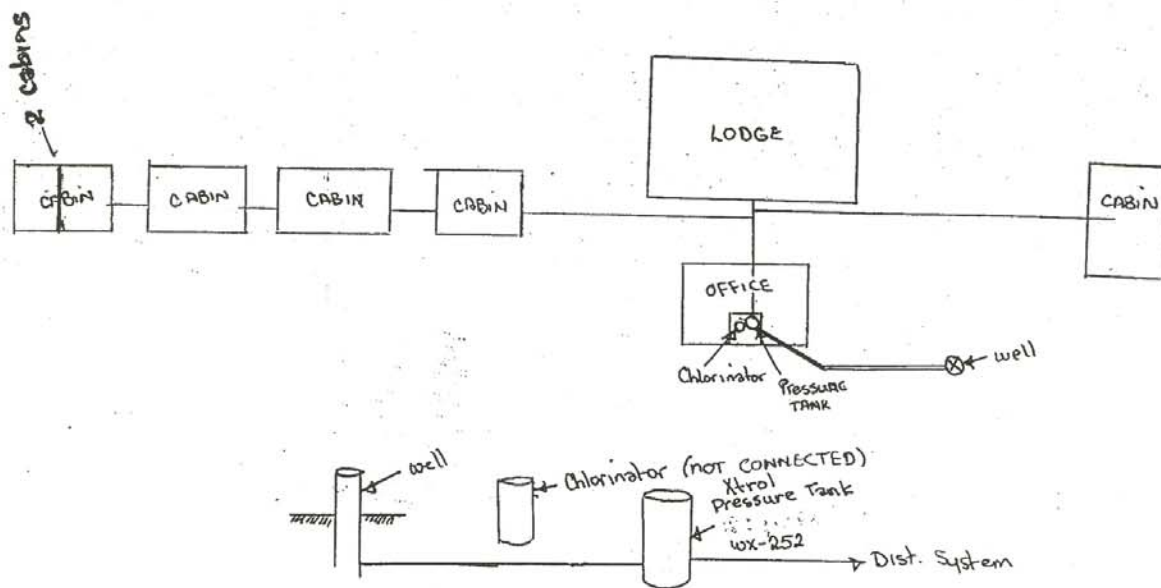 2 cabins
LODGE
CABIN
CABIN
CABIN
CABIN
CABIN
OFFICE
Chlorinator
Pressure
TANK
well
well
Chlorinator (NOT CONNECTED)
Xtrol
Pressure Tank
WX-252
Dist. System